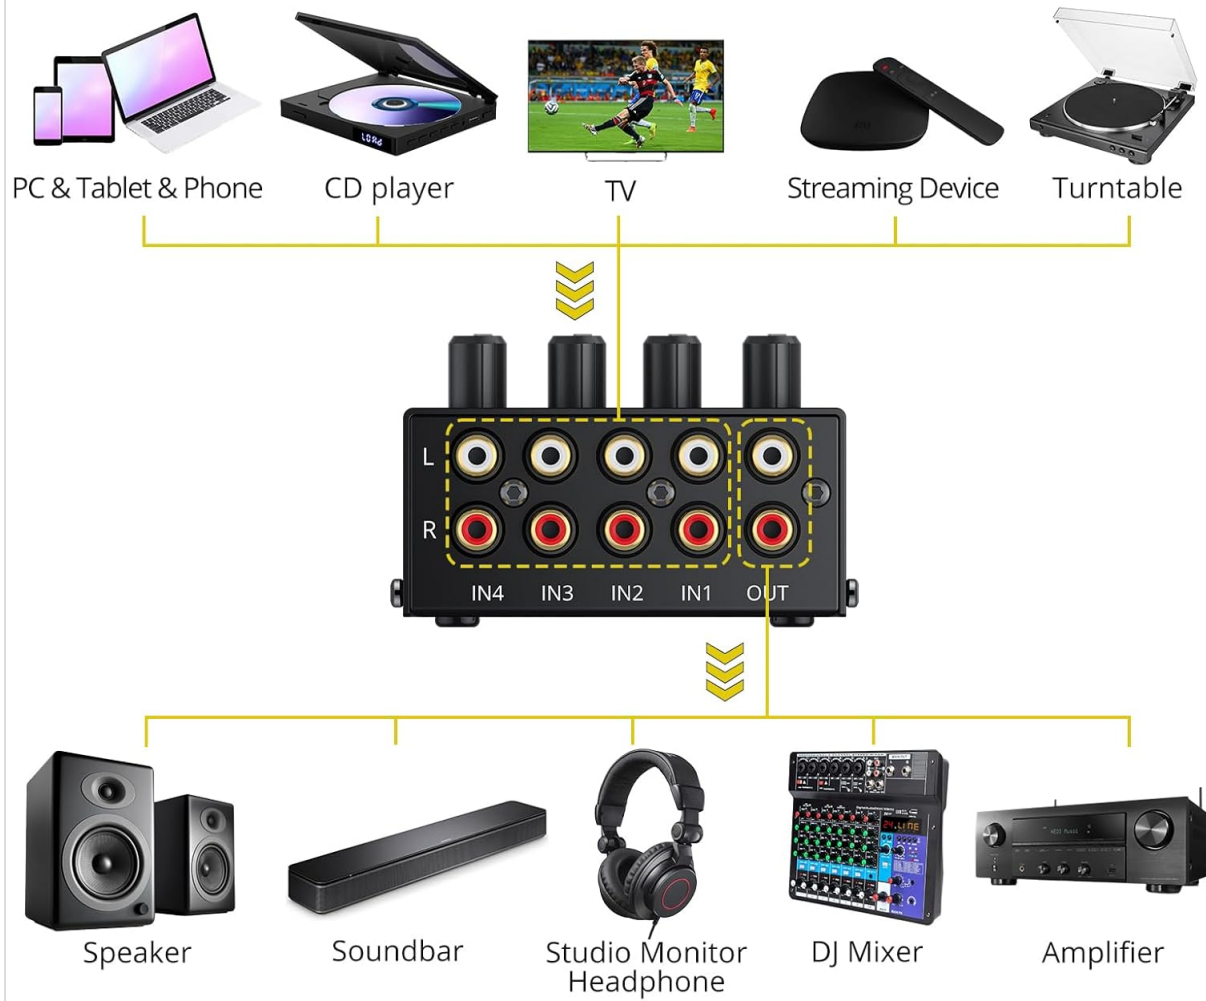 PC & Tablet & Phone
CD player
TV
Streaming Device
Turntable
L
R
IN4
IN3
IN2
IN1
OUT
Speaker
Soundbar
Studio Monitor
Headphone
DJ Mixer
Amplifier